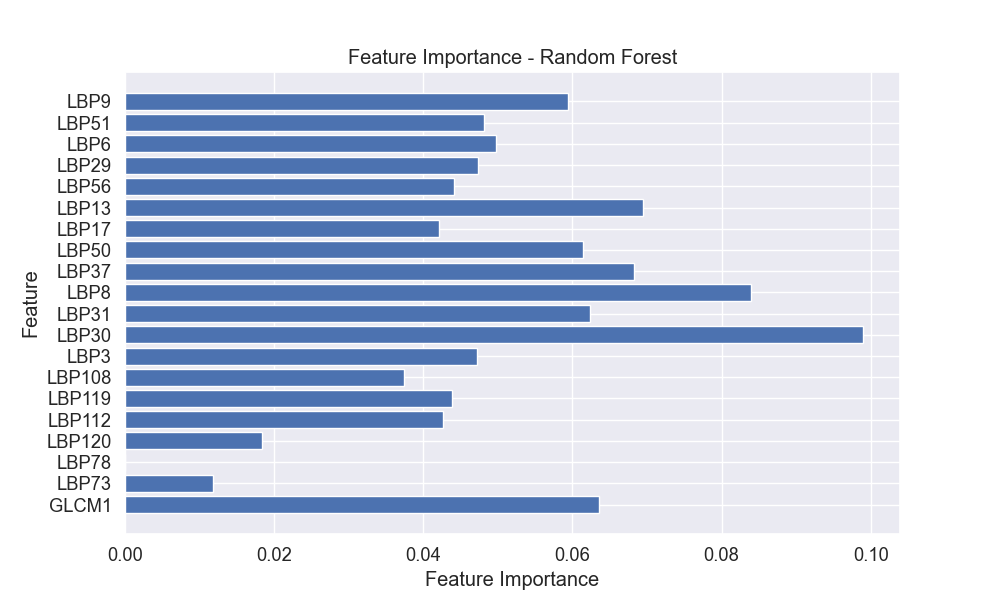 Feature Importance - Random Forest
LBP9
LBP51
LBP6
LBP29
LBP56
LBP13
LBP17
LBP50
LBP37
LBP8
LBP31
LBP30
LBP3
LBP108
LBP119
LBP112
LBP120
LBP78
LBP73
GLCM1
Feature
0.00 0.02 0.04 0.06 0.08 0.10
Feature Importance